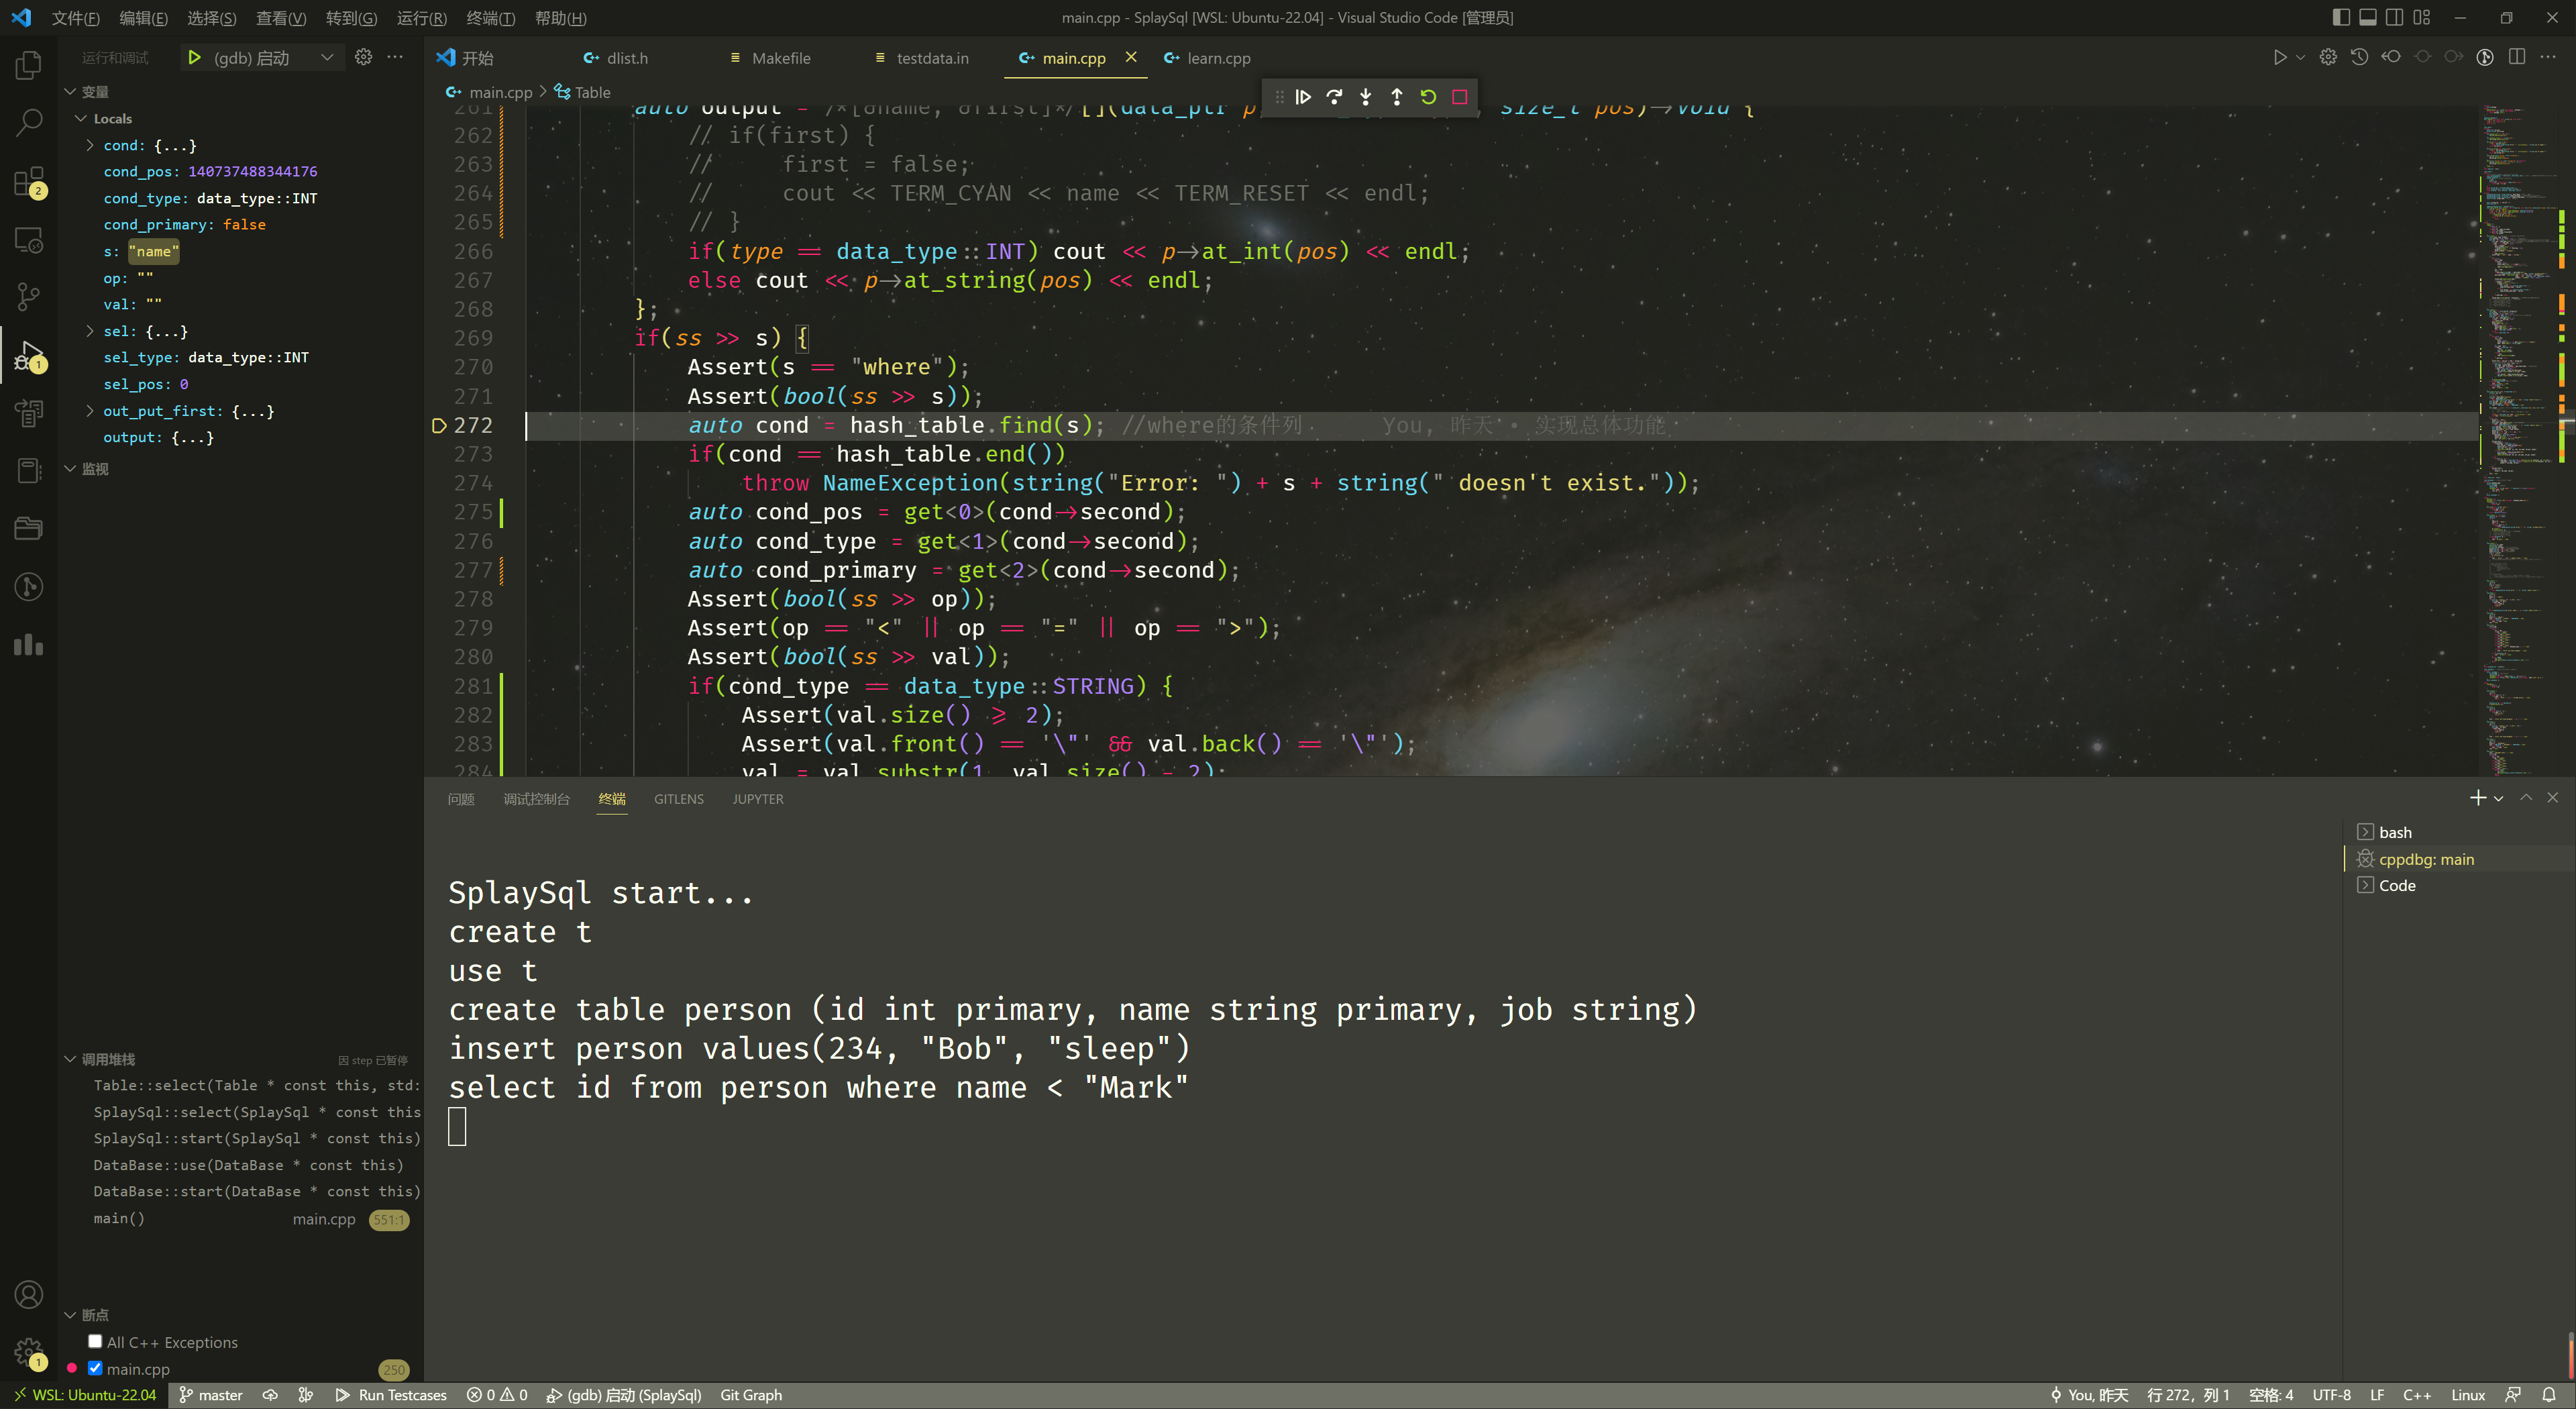 文件(F) 编辑(E) 选择(S) 查看(V) 转到(G) 运行(R) 终端(T) 帮助(H)
main.cpp - SplaySql [WSL: Ubuntu-22.04] - Visual Studio Code [管理员]
运行和调试 (gdb) 启动
开始 dlist.h Makefile testdata.in main.cpp learn.cpp
main.cpp > Table
变量
Locals
cond: {...}
cond_pos: 140737488344176
cond_type: data_type::INT
cond_primary: false
s: "name"
op: ""
val: ""
sel: {...}
sel_type: data_type::INT
sel_pos: 0
out_put_first: {...}
output: {...}
监视
调用堆栈 因 step 已暂停
Table::select(Table * const this, std:
SplaySql::select(SplaySql * const this
SplaySql::start(SplaySql * const this)
DataBase::use(DataBase * const this)
DataBase::start(DataBase * const this)
main() main.cpp 551:1
断点
All C++ Exceptions
main.cpp 250
261 auto output = /*[&name, &first]*/[](data_ptr p, size_t pos)->void {
262 // if(first) {
263 //     first = false;
264 //     cout << TERM_CYAN << name << TERM_RESET << endl;
265 // }
266 if(type == data_type::INT) cout << p->at_int(pos) << endl;
267 else cout << p->at_string(pos) << endl;
268 };
269 if(ss >> s) {
270 Assert(s == "where");
271 Assert(bool(ss >> s));
272 auto cond = hash_table.find(s); //where的条件列 You, 昨天 • 实现总体功能
273 if(cond == hash_table.end())
274 throw NameException(string("Error: ") + s + string(" doesn't exist."));
275 auto cond_pos = get<0>(cond->second);
276 auto cond_type = get<1>(cond->second);
277 auto cond_primary = get<2>(cond->second);
278 Assert(bool(ss >> op));
279 Assert(op == "<" || op == "=" || op == ">");
280 Assert(bool(ss >> val));
281 if(cond_type == data_type::STRING) {
282 Assert(val.size() >= 2);
283 Assert(val.front() == '\"' && val.back() == '\"');
284 val = val.substr(1, val.size() - 2);
问题 调试控制台 终端 GITLENS JUPYTER
SplaySql start...
create t
use t
create table person (id int primary, name string primary, job string)
insert person values(234, "Bob", "sleep")
select id from person where name < "Mark"
bash
cppdbg: main
Code
2
1
1
WSL: Ubuntu-22.04 master Run Testcases 0 0 (gdb) 启动 (SplaySql) Git Graph You, 昨天 行 272，列 1 空格: 4 UTF-8 LF C++ Linux